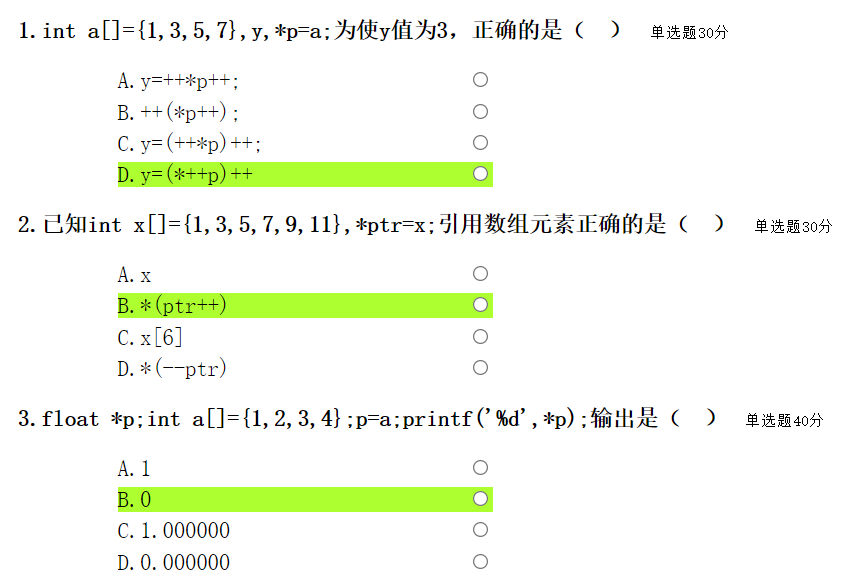 1.int a[]={1,3,5,7},y,*p=a;为使y值为3，正确的是（ ） 单选题30分
A.y=++*p++;
B.++(*p++);
C.y=(++*p)++;
D.y=(*++p)++
2.已知int x[]={1,3,5,7,9,11},*ptr=x;引用数组元素正确的是（ ） 单选题30分
A.x
B.*(ptr++)
C.x[6]
D.*(--ptr)
3.float *p;int a[]={1,2,3,4};p=a;printf('%d',*p);输出是（ ） 单选题40分
A.1
B.0
C.1.000000
D.0.000000